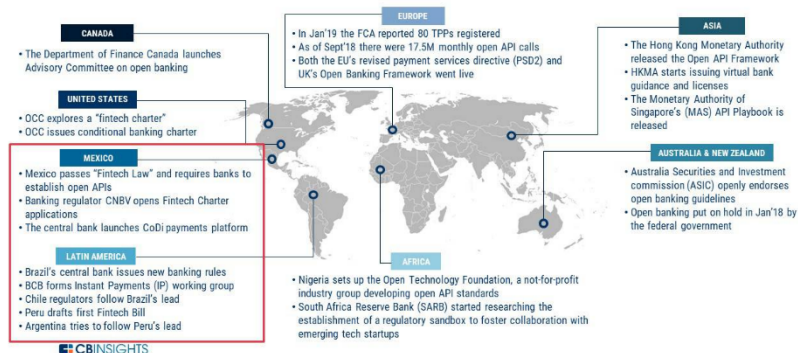 CANADA
• The Department of Finance Canada launches
Advisory Committee on open banking
UNITED STATES
• OCC explores a "fintech charter"
• OCC issues conditional banking charter
MEXICO
• Mexico passes "Fintech Law" and requires banks to
establish open APIs
• Banking regulator CNBV opens Fintech Charter
applications
• The central bank launches CoDi payments platform
LATIN AMERICA
• Brazil's central bank issues new banking rules
• BCB forms Instant Payments (IP) working group
• Chile regulators follow Brazil's lead
• Peru drafts first Fintech Bill
• Argentina tries to follow Peru's lead
EUROPE
• In Jan'19 the FCA reported 80 TPPs registered
• As of Sept'18 there were 17.5M monthly open API calls
• Both the EU's revised payment services directive (PSD2) and
UK's Open Banking Framework went live
AFRICA
• Nigeria sets up the Open Technology Foundation, a not-for-profit
industry group developing open API standards
• South Africa Reserve Bank (SARB) started researching the
establishment of a regulatory sandbox to foster collaboration with
emerging tech startups
ASIA
• The Hong Kong Monetary Authority
released the Open API Framework
• HKMA starts issuing virtual bank
guidance and licenses
• The Monetary Authority of
Singapore's (MAS) API Playbook is
released
AUSTRALIA & NEW ZEALAND
• Australia Securities and Investment
commission (ASIC) openly endorses
open banking guidelines
• Open banking put on hold in Jan'18 by
the federal government
CBINSIGHTS